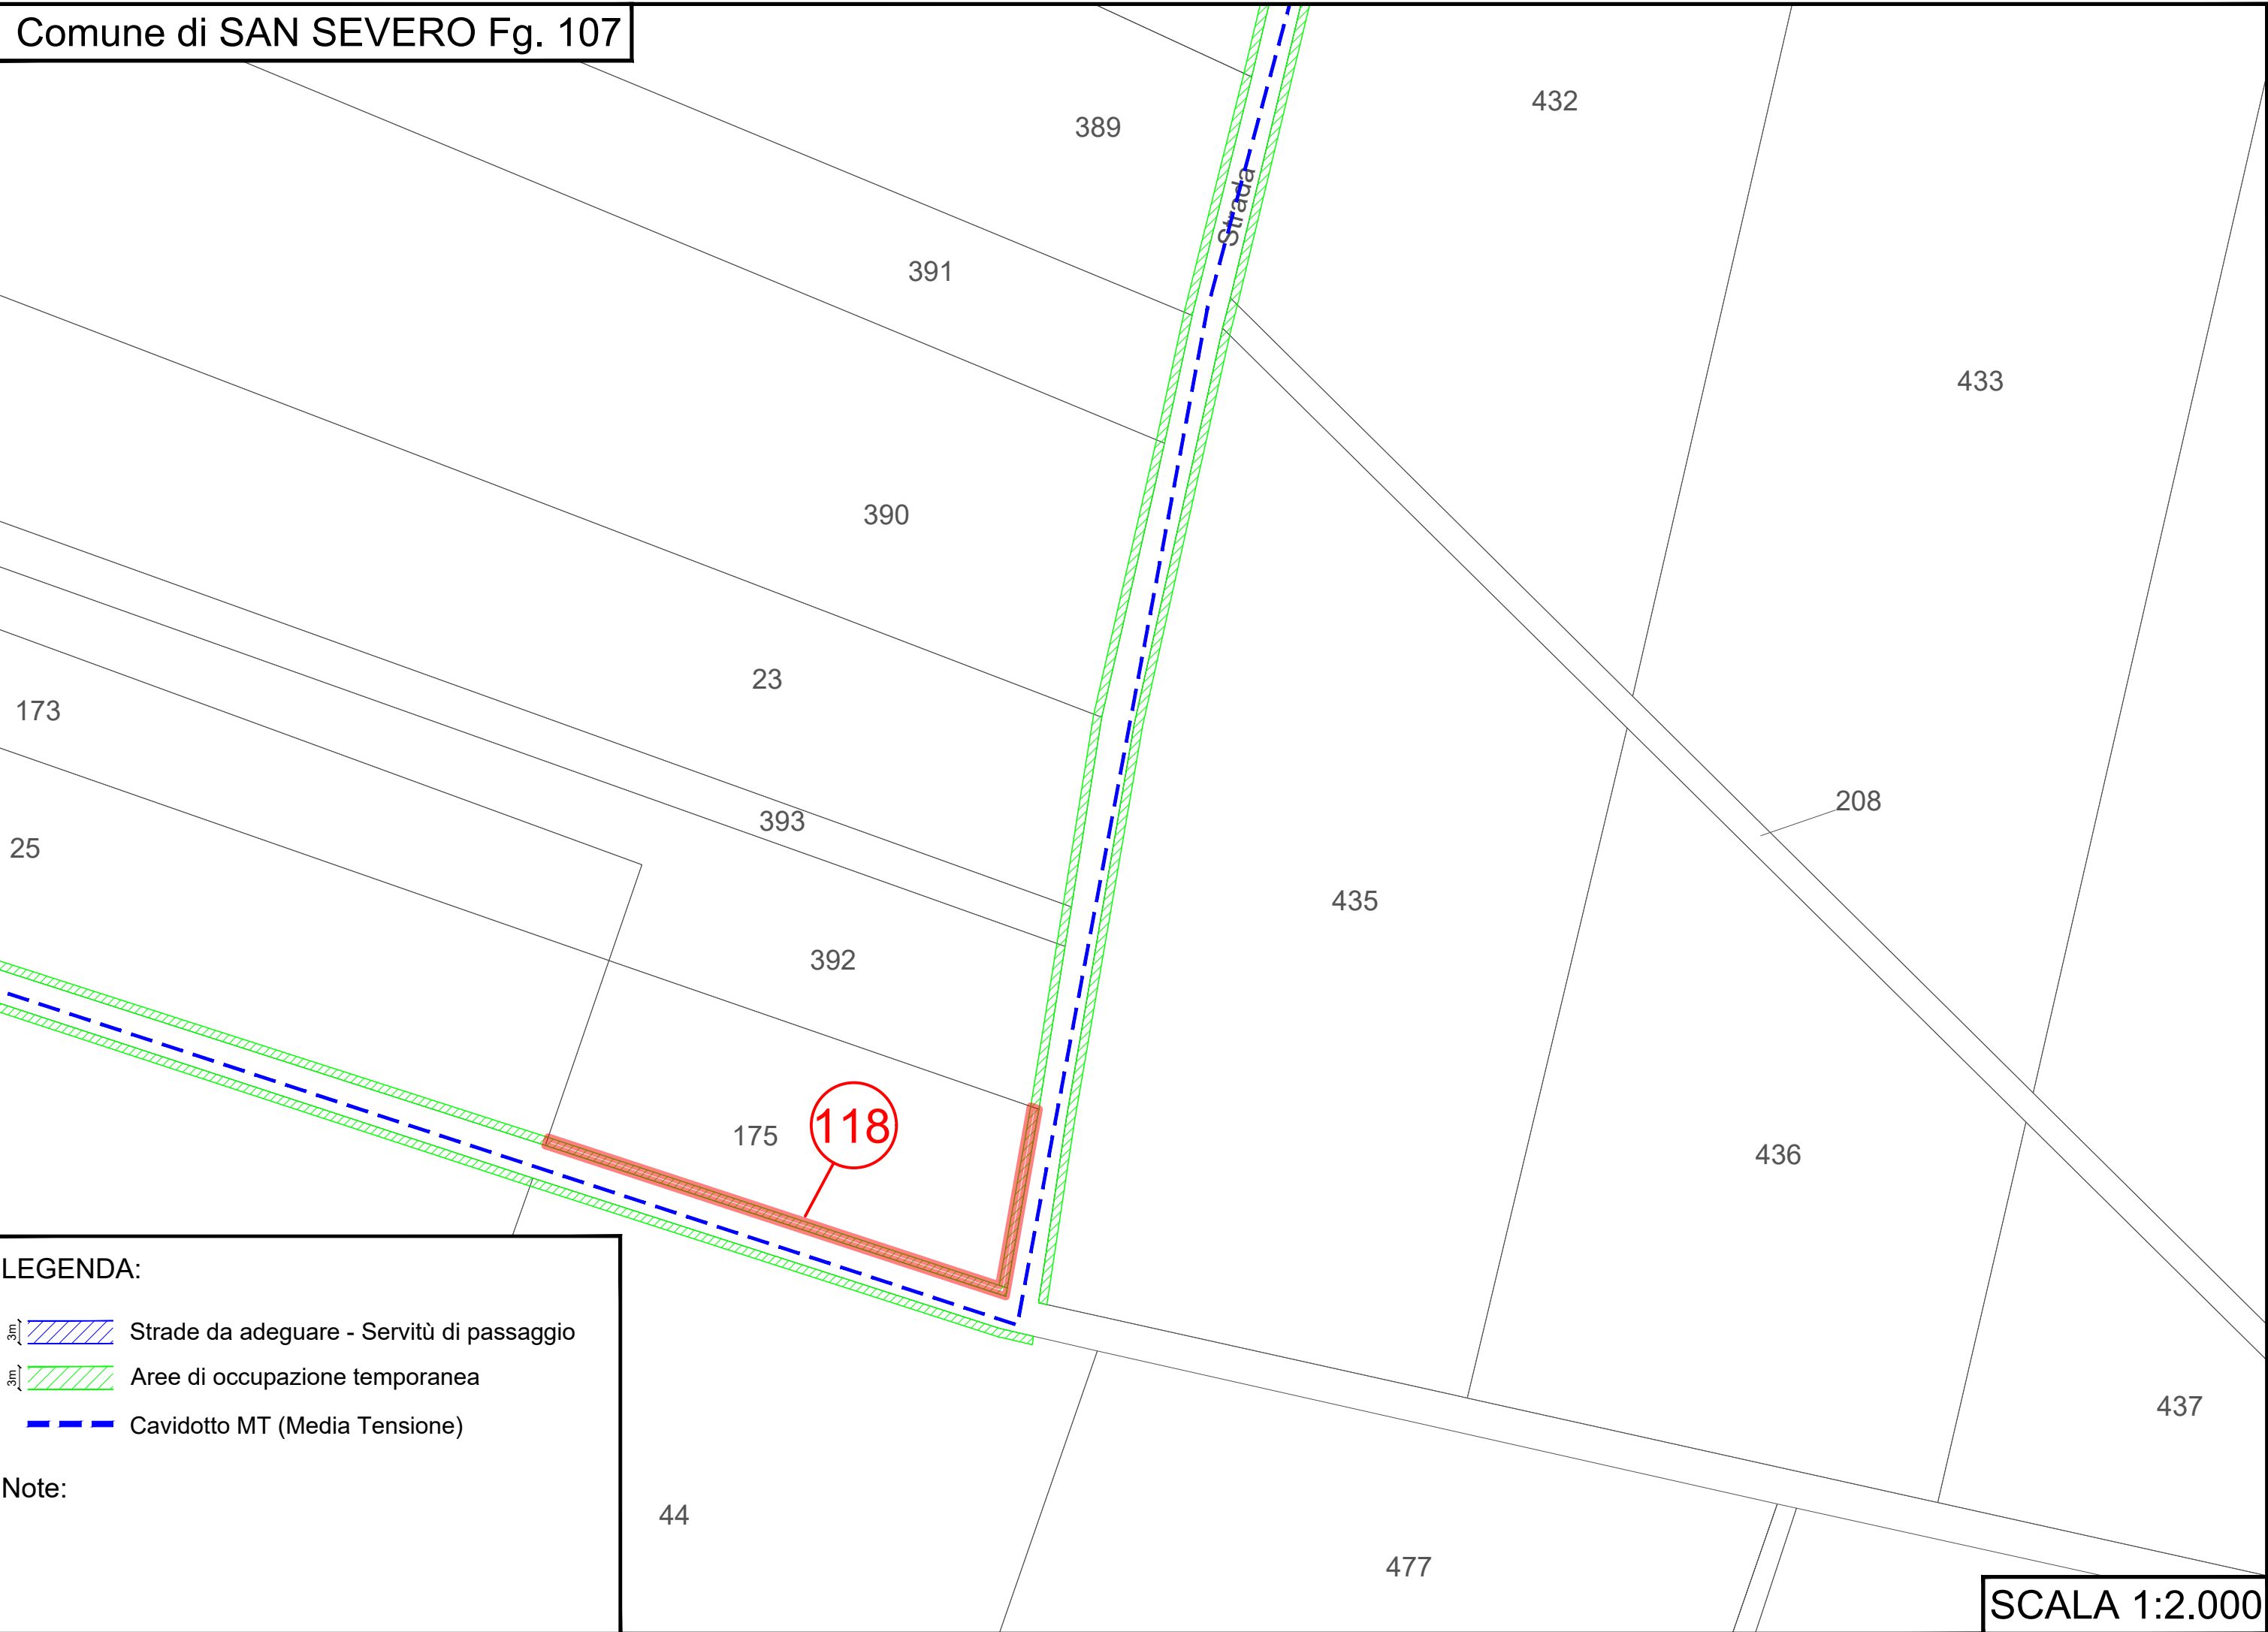 Comune di SAN SEVERO Fg. 107
432
389
Strada
391
433
390
23
173
208
393
25
435
392
118
175
436
LEGENDA:
3m Strade da adeguare - Servitù di passaggio
3m Aree di occupazione temporanea
Cavidotto MT (Media Tensione)
437
Note:
44
477
SCALA 1:2.000